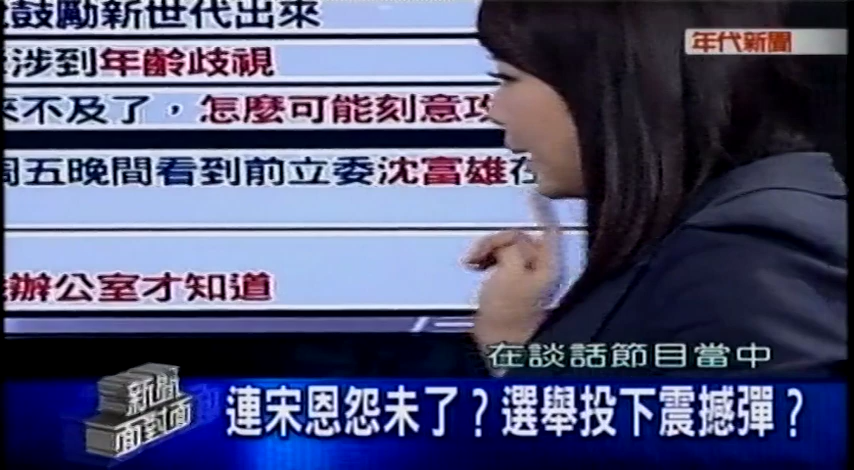 鼓勵新世代出來
年代新聞
涉到年齡歧視
來不及了，怎麼可能刻意攻
周五晚間看到前立委沈富雄在
辦公室才知道
在談話節目當中
新聞面對面
連宋恩怨未了？選舉投下震撼彈？